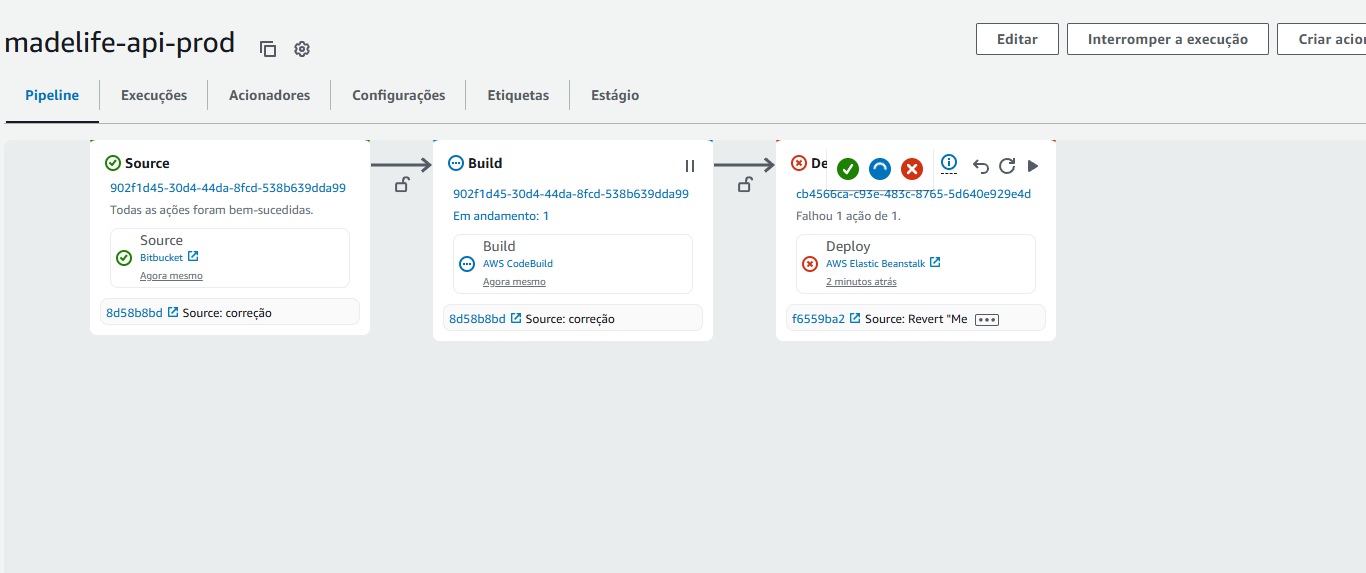 madelife-api-prod
Editar
Interromper a execução
Criar acion
Pipeline
Execuções
Acionadores
Configurações
Etiquetas
Estágio
Source
902f1d45-30d4-44da-8fcd-538b639dda99
Todas as ações foram bem-sucedidas.
Source
Bitbucket
Agora mesmo
8d58b8bd Source: correção
Build
902f1d45-30d4-44da-8fcd-538b639dda99
Em andamento: 1
Build
AWS CodeBuild
Agora mesmo
8d58b8bd Source: correção
De
cb4566ca-c93e-483c-8765-5d640e929e4d
Falhou 1 ação de 1.
Deploy
AWS Elastic Beanstalk
2 minutos atrás
f6559ba2 Source: Revert "Me